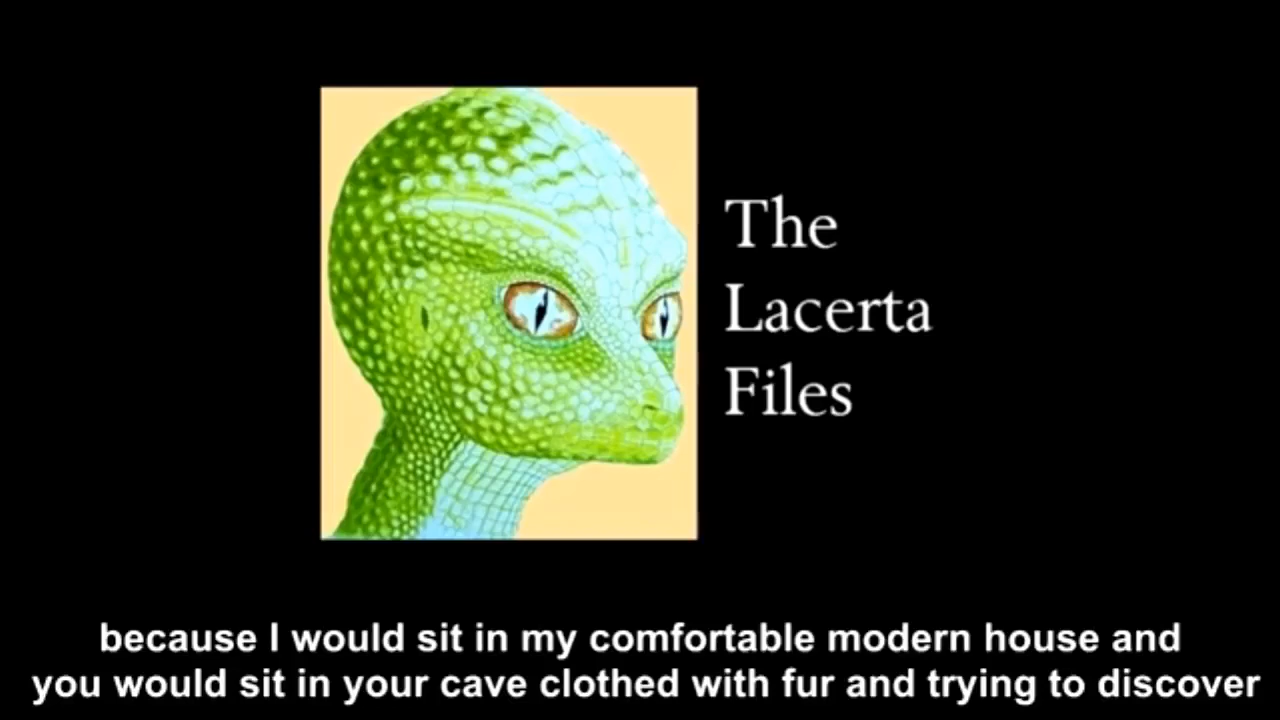 The
Lacerta
Files
because I would sit in my comfortable modern house and
you would sit in your cave clothed with fur and trying to discover